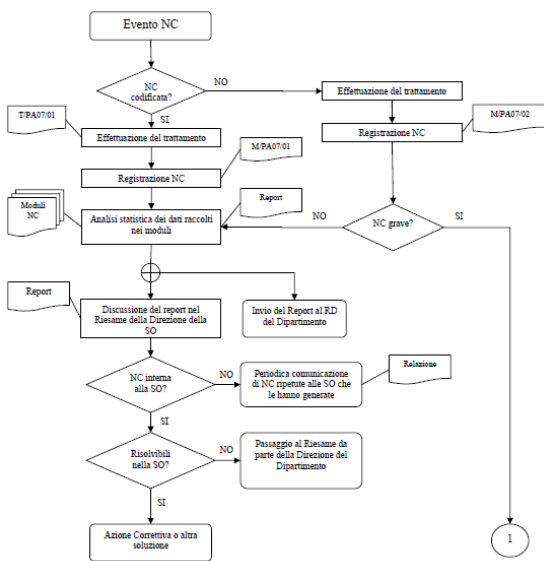 Evento NC
NC
codificata?
NO
SI
T/PA07/01
Effettuazione del trattamento
Effettuazione del trattamento
Registrazione NC
M/PA07/02
M/PA07/01
Registrazione NC
Moduli
NC
Analisi statistica dei dati raccolti
nei moduli
Report
NO
NC grave?
SI
Report
Discussione del report nel
Riesame della Direzione della
SO
Invio del Report al RD
del Dipartimento
NC interna
alla SO?
NO
Periodica comunicazione
di NC ripetute alle SO che
le hanno generate
Relazione
SI
Risolvibili
nella SO?
NO
Passaggio al Riesame da
parte della Direzione del
Dipartimento
SI
Azione Correttiva o altra
soluzione
1